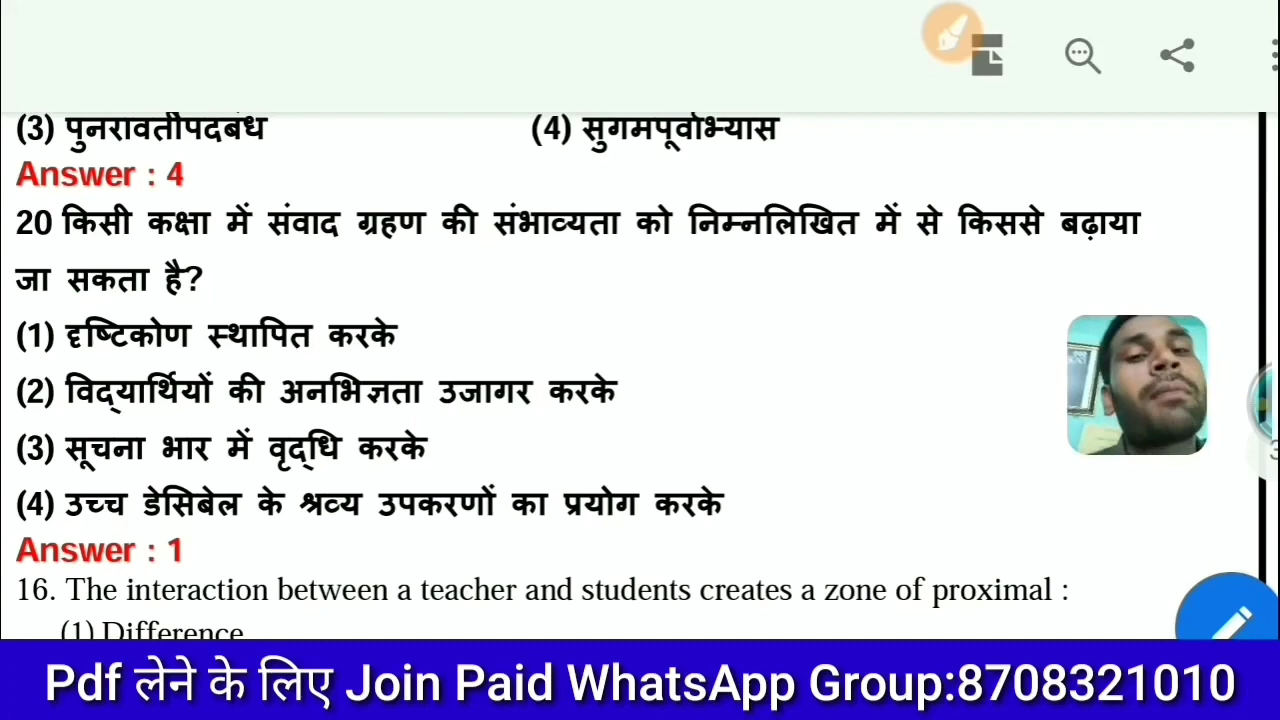 (3) पुनरावर्तीपदबंध (4) सुगमपूर्वाभ्यास
Answer : 4
20 किसी कक्षा में संवाद ग्रहण की संभाव्यता को निम्नलिखित में से किससे बढ़ाया
जा सकता है?
(1) दृष्टिकोण स्थापित करके
(2) विद्यार्थियों की अनभिज्ञता उजागर करके
(3) सूचना भार में वृद्धि करके
(4) उच्च डेसिबेल के श्रव्य उपकरणों का प्रयोग करके
Answer : 1
16. The interaction between a teacher and students creates a zone of proximal :
(1) Difference
Pdf लेने के लिए Join Paid WhatsApp Group:8708321010